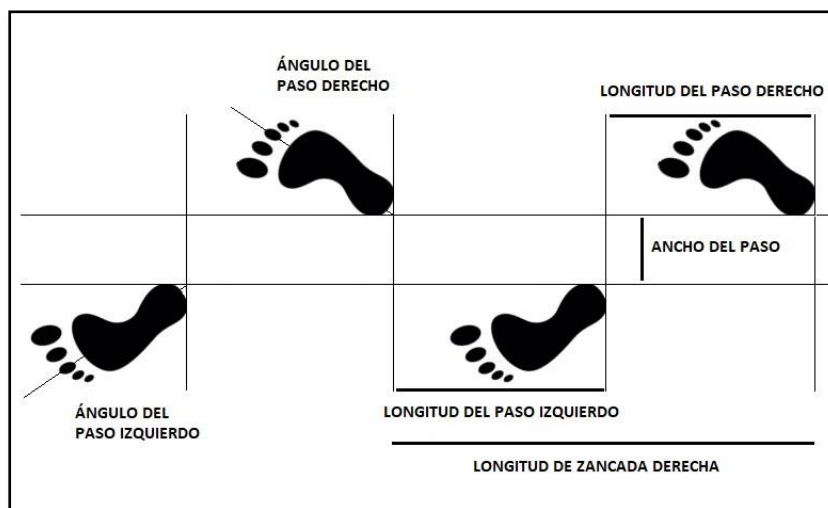 ÁNGULO DEL
PASO DERECHO
LONGITUD DEL PASO DERECHO
ANCHO DEL PASO
ÁNGULO DEL
PASO IZQUIERDO
LONGITUD DEL PASO IZQUIERDO
LONGITUD DE ZANCADA DERECHA